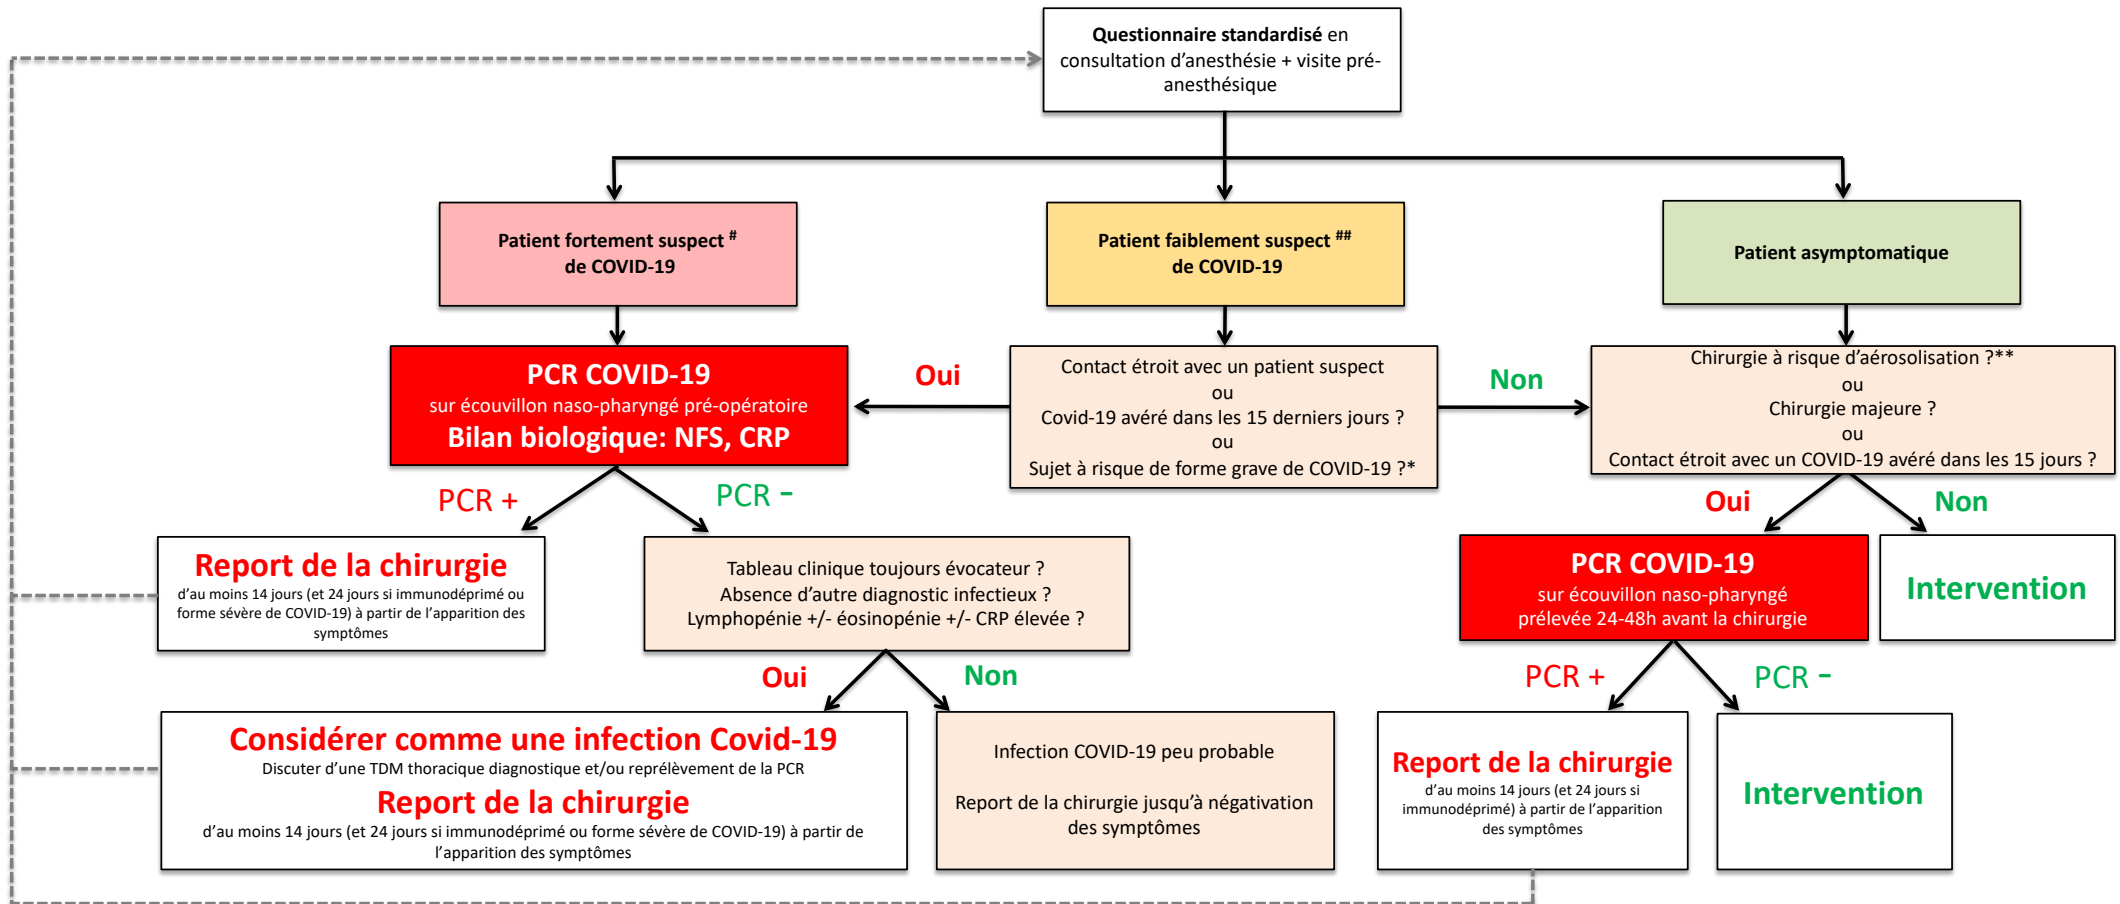 Questionnaire standardisé en
consultation d'anesthésie + visite pré-
anesthésique
Patient fortement suspect #
de COVID-19
Patient faiblement suspect ##
de COVID-19
Patient asymptomatique
PCR COVID-19
sur écouvillon naso-pharyngé pré-opératoire
Bilan biologique: NFS, CRP
Oui
Contact étroit avec un patient suspect
ou
Covid-19 avéré dans les 15 derniers jours ?
ou
Sujet à risque de forme grave de COVID-19 ?*
Non
Chirurgie à risque d'aérosolisation ?**
ou
Chirurgie majeure ?
ou
Contact étroit avec un COVID-19 avéré dans les 15 jours ?
PCR +
PCR -
Oui
Non
Report de la chirurgie
d'au moins 14 jours (et 24 jours si immunodéprimé ou
forme sévère de COVID-19) à partir de l'apparition des
symptômes
Tableau clinique toujours évocateur ?
Absence d'autre diagnostic infectieux ?
Lymphopénie +/- éosinopénie +/- CRP élevée ?
PCR COVID-19
sur écouvillon naso-pharyngé
prélevée 24-48h avant la chirurgie
Intervention
Oui
Non
PCR +
PCR -
Considérer comme une infection Covid-19
Discuter d'une TDM thoracique diagnostique et/ou reprélèvement de la PCR
Report de la chirurgie
d'au moins 14 jours (et 24 jours si immunodéprimé ou forme sévère de COVID-19) à partir de
l'apparition des symptômes
Infection COVID-19 peu probable
Report de la chirurgie jusqu'à négativation
des symptômes
Report de la chirurgie
d'au moins 14 jours (et 24 jours si
immunodéprimé) à partir de l'apparition
des symptômes
Intervention